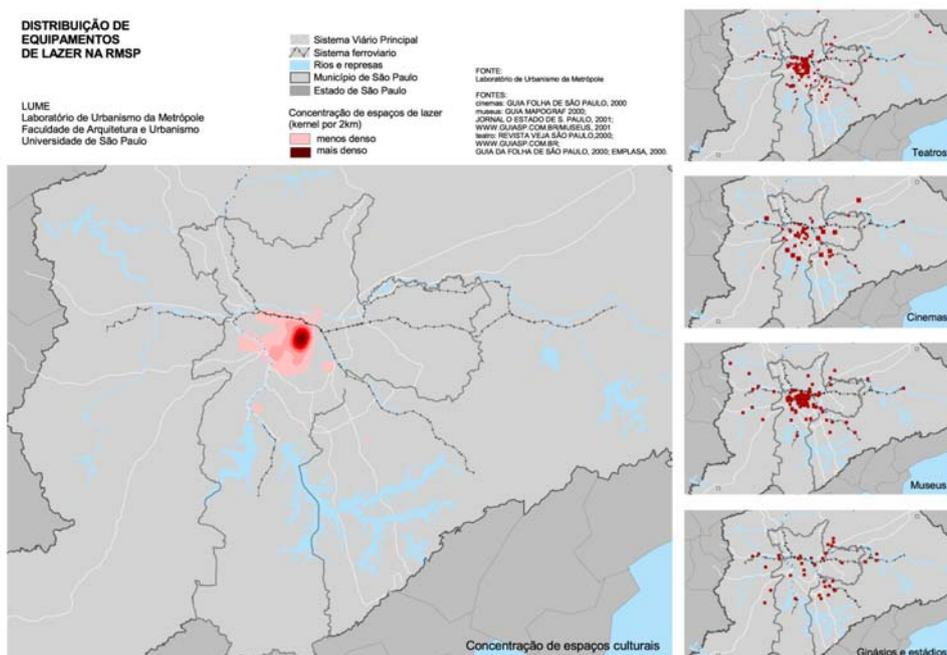 DISTRIBUIÇÃO DE
EQUIPAMENTOS
DE LAZER NA RMSP
LUME
Laboratório de Urbanismo da Metrópole
Faculdade de Arquitetura e Urbanismo
Universidade de São Paulo
Sistema Viário Principal
Sistema ferroviario
Rios e represas
Município de São Paulo
Estado de São Paulo
Concentração de espaços de lazer
(kernel por 2km)
menos denso
mais denso
FONTE:
Laboratório de Urbanismo da Metrópole
FONTES:
cinemas: GUIA FOLHA DE SÃO PAULO, 2000
museus: GUIA MAPOGRAF 2000;
JORNAL O ESTADO DE S. PAULO, 2001;
WWW.GUIASP.COM.BR/MUSEUS, 2001
teatro: REVISTA VEJA SÃO PAULO,2000;
WWW.GUIASP.COM.BR;
GUIA DA FOLHA DE SÃO PAULO, 2000; EMPLASA, 2000.
Teatros
Cinemas
Museus
Ginásios e estádios
Concentração de espaços culturais